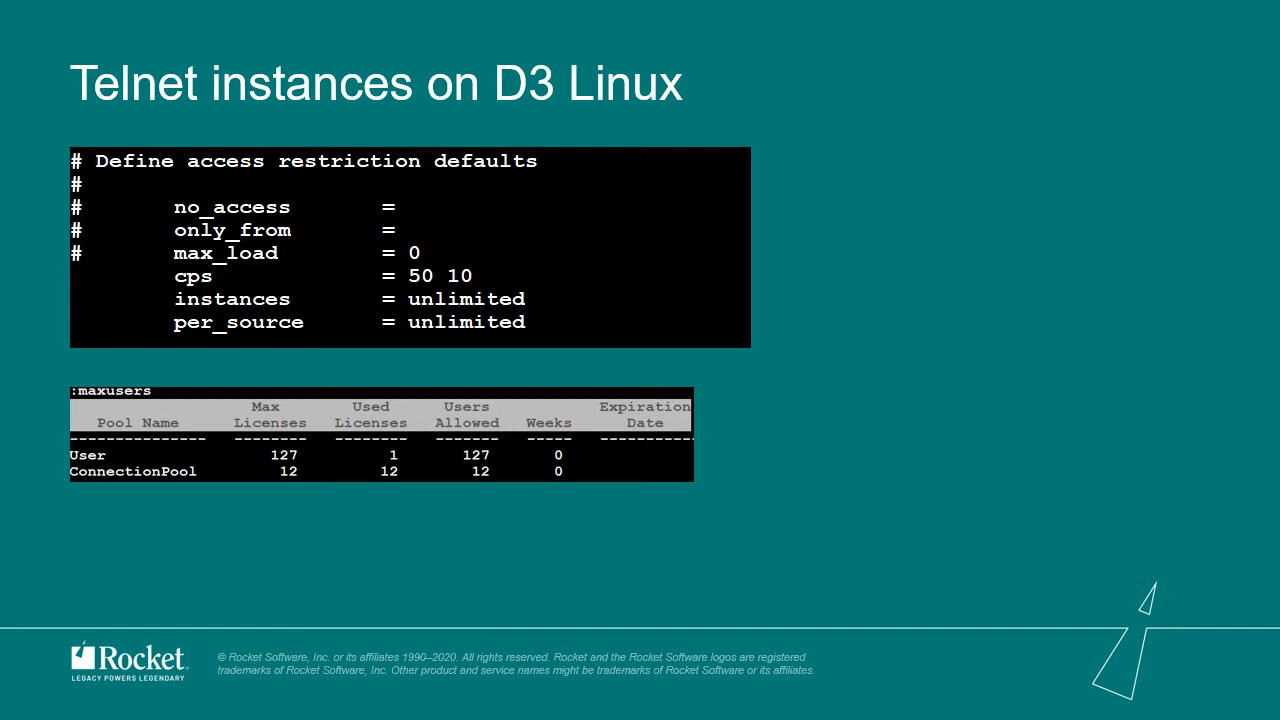 Telnet instances on D3 Linux
# Define access restriction defaults
#
# no_access =
# only_from =
# max_load = 0
cps = 50 10
instances = unlimited
per_source = unlimited
:maxusers
Max Used Users Expiration
Pool Name Licenses Licenses Allowed Weeks Date
--------------- -------- -------- ------- ----- ----------
User 127 1 127 0
ConnectionPool 12 12 12 0
Rocket
LEGACY POWERS LEGENDARY
© Rocket Software, Inc. or its affiliates 1990–2020. All rights reserved. Rocket and the Rocket Software logos are registered
trademarks of Rocket Software, Inc. Other product and service names might be trademarks of Rocket Software or its affiliates.